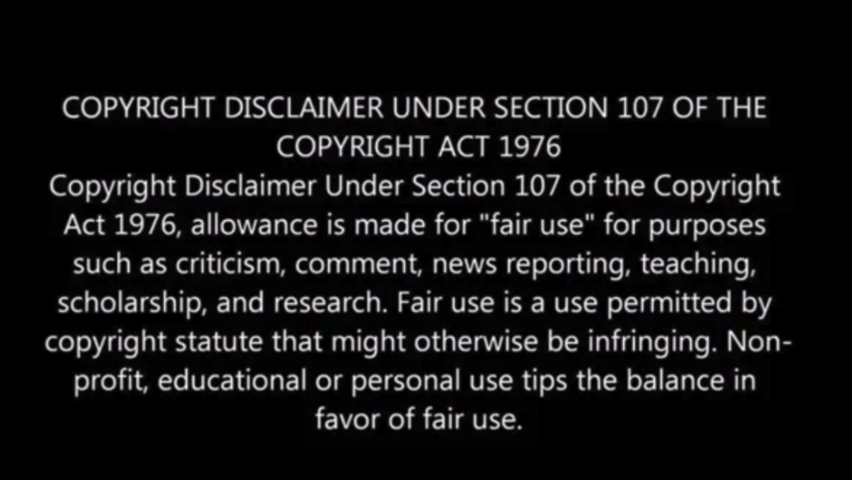 COPYRIGHT DISCLAIMER UNDER SECTION 107 OF THE
COPYRIGHT ACT 1976
Copyright Disclaimer Under Section 107 of the Copyright
Act 1976, allowance is made for "fair use" for purposes
such as criticism, comment, news reporting, teaching,
scholarship, and research. Fair use is a use permitted by
copyright statute that might otherwise be infringing. Non-
profit, educational or personal use tips the balance in
favor of fair use.